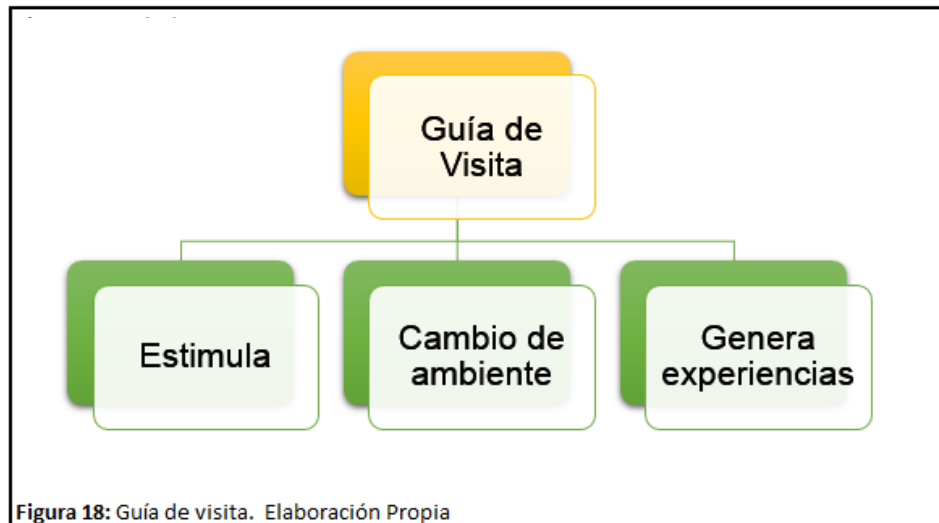 Guía de
Visita
Estimula
Cambio de
ambiente
Genera
experiencias
Figura 18: Guía de visita. Elaboración Propia